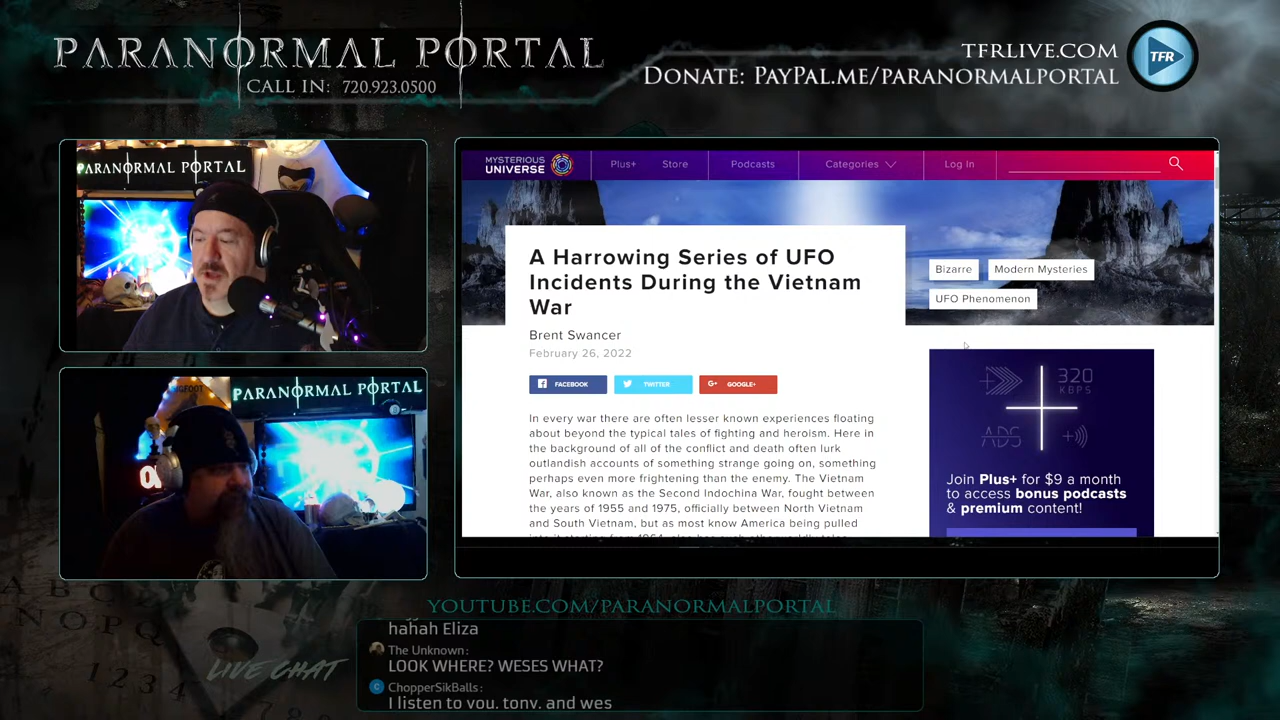 PARANORMAL PORTAL
CALL IN: 720.923.0500
TFRLIVE.COM
DONATE: PAYPAL.ME/PARANORMALPORTAL
TFR
PARANORMAL PORTAL
PARANORMAL PORTAL
MYSTERIOUS
UNIVERSE
Plus+
Store
Podcasts
Categories
Log In
A Harrowing Series of UFO
Incidents During the Vietnam
War
Brent Swancer
February 26, 2022
FACEBOOK
TWITTER
GOOGLE+
In every war there are often lesser known experiences floating
about beyond the typical tales of fighting and heroism. Here in
the background of all of the conflict and death often lurk
outlandish accounts of something strange going on, something
perhaps even more frightening than the enemy. The Vietnam
War, also known as the Second Indochina War, fought between
the years of 1955 and 1975, officially between North Vietnam
and South Vietnam, but as most know America being pulled
Bizarre
Modern Mysteries
UFO Phenomenon
320
KBPS
ADS
Join Plus+ for $9 a month
to access bonus podcasts
& premium content!
YOUTUBE.COM/PARANORMALPORTAL
LIVE CHAT
hahah Eliza
The Unknown:
LOOK WHERE? WESES WHAT?
C
ChopperSikBalls:
I listen to you, tony, and wes
A B C
N O P Q
1 2 3 4